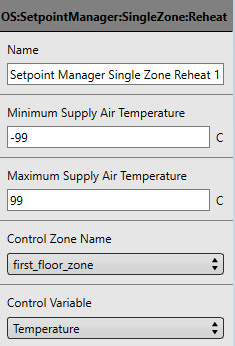 OS:SetpointManager:SingleZone:Reheat
Name
Setpoint Manager Single Zone Reheat 1
Minimum Supply Air Temperature
-99 C
Maximum Supply Air Temperature
99 C
Control Zone Name
first_floor_zone
Control Variable
Temperature